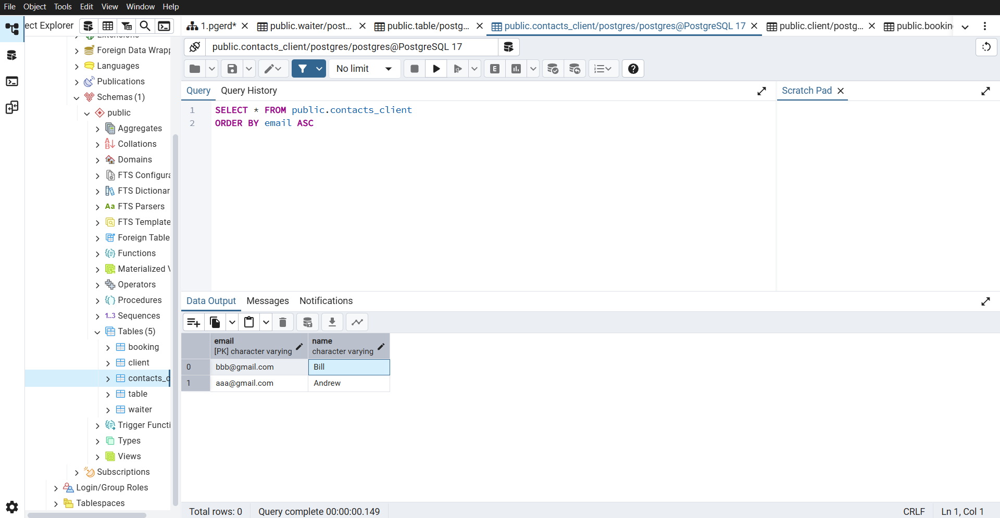 File Object Tools Edit View Window Help
ect Explorer
1.pgerd*
public.waiter/post...
public.table/postg...
public.contacts_client/postgres/postgres@PostgreSQL 17
public.client/postg...
public.bookin
public.contacts_client/postgres/postgres@PostgreSQL 17
No limit
E
Query Query History
Scratch Pad
1 SELECT * FROM public.contacts_client
2 ORDER BY email ASC
Extensions
Foreign Data Wrapp
Languages
Publications
Schemas (1)
public
Aggregates
Collations
Domains
FTS Configura
FTS Dictionar
Aa FTS Parsers
FTS Template
Foreign Table
Functions
Materialized V
Operators
Procedures
1..3 Sequences
Tables (5)
booking
client
contacts_c
table
waiter
Trigger Functi
Types
Views
Subscriptions
Login/Group Roles
Tablespaces
Data Output Messages Notifications
email name
[PK] character varying character varying
0 bbb@gmail.com Bill
1 aaa@gmail.com Andrew
Total rows: 0 Query complete 00:00:00.149 CRLF Ln 1, Col 1